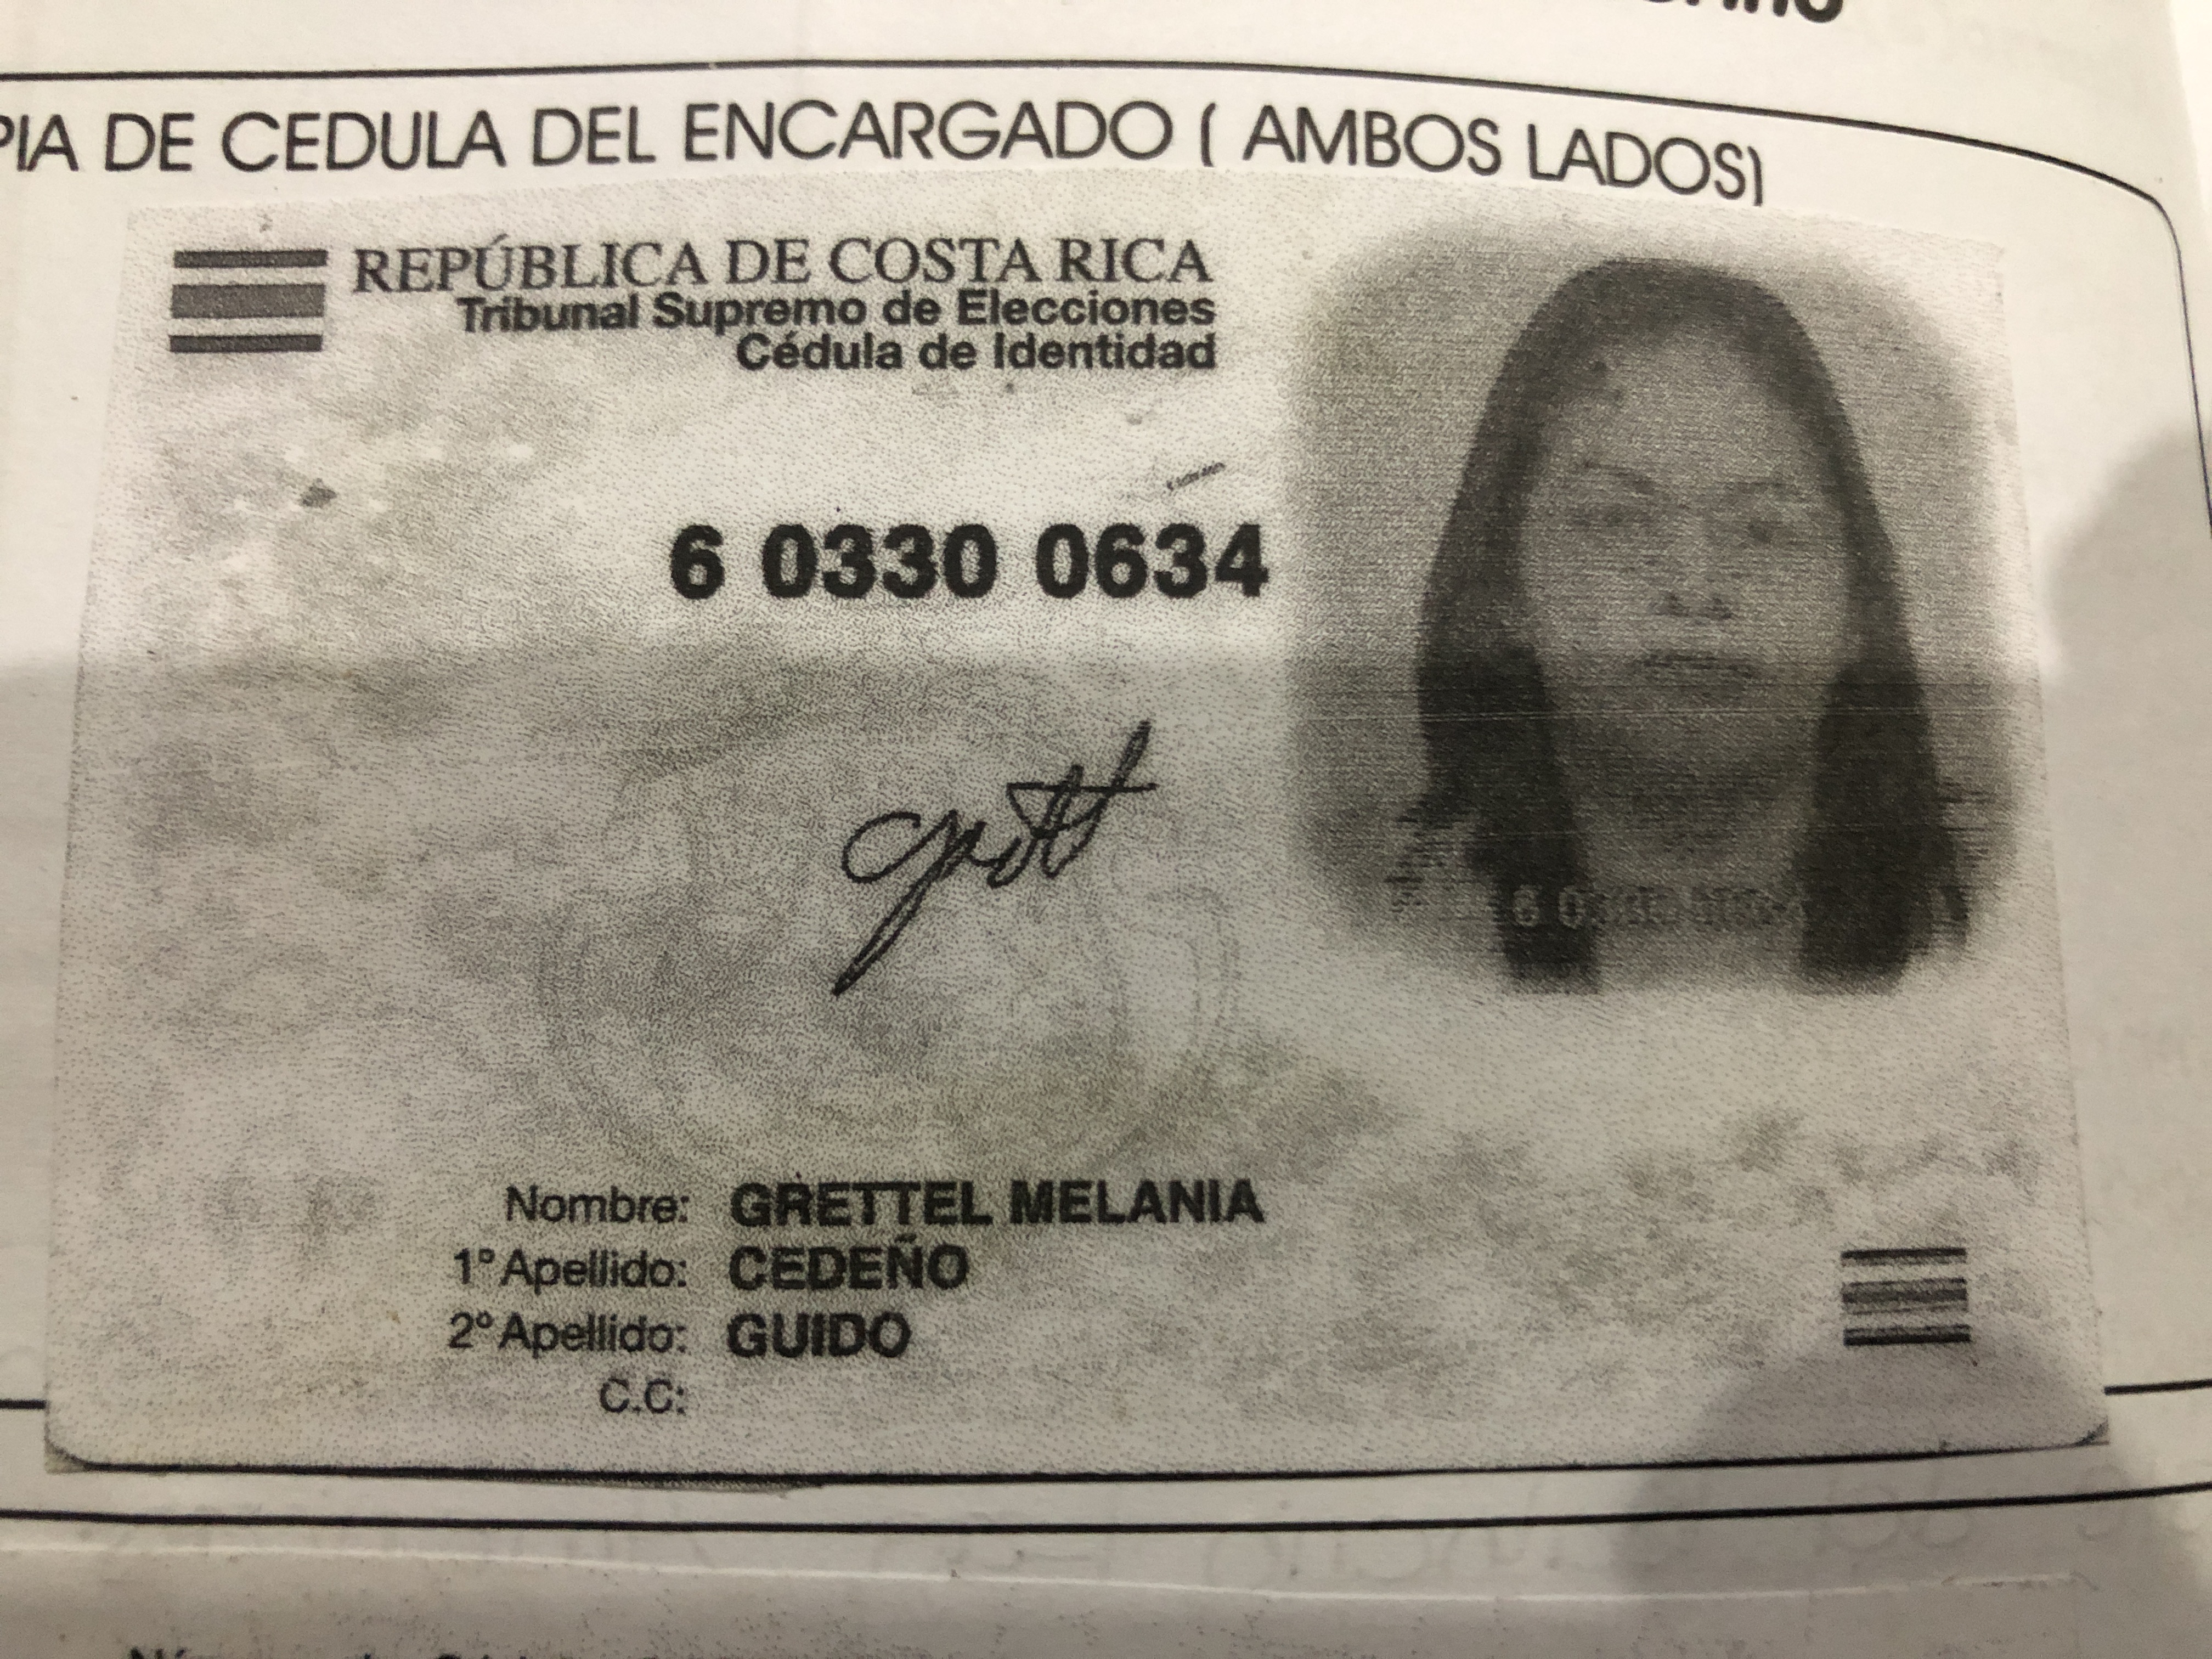 PIA DE CEDULA DEL ENCARGADO ( AMBOS LADOS)
REPÚBLICA DE COSTA RICA
Tribunal Supremo de Elecciones
Cédula de Identidad
6 0330 0634
Nombre: GRETTEL MELANIA
1° Apellido: CEDEÑO
2° Apellido: GUIDO
C.C: